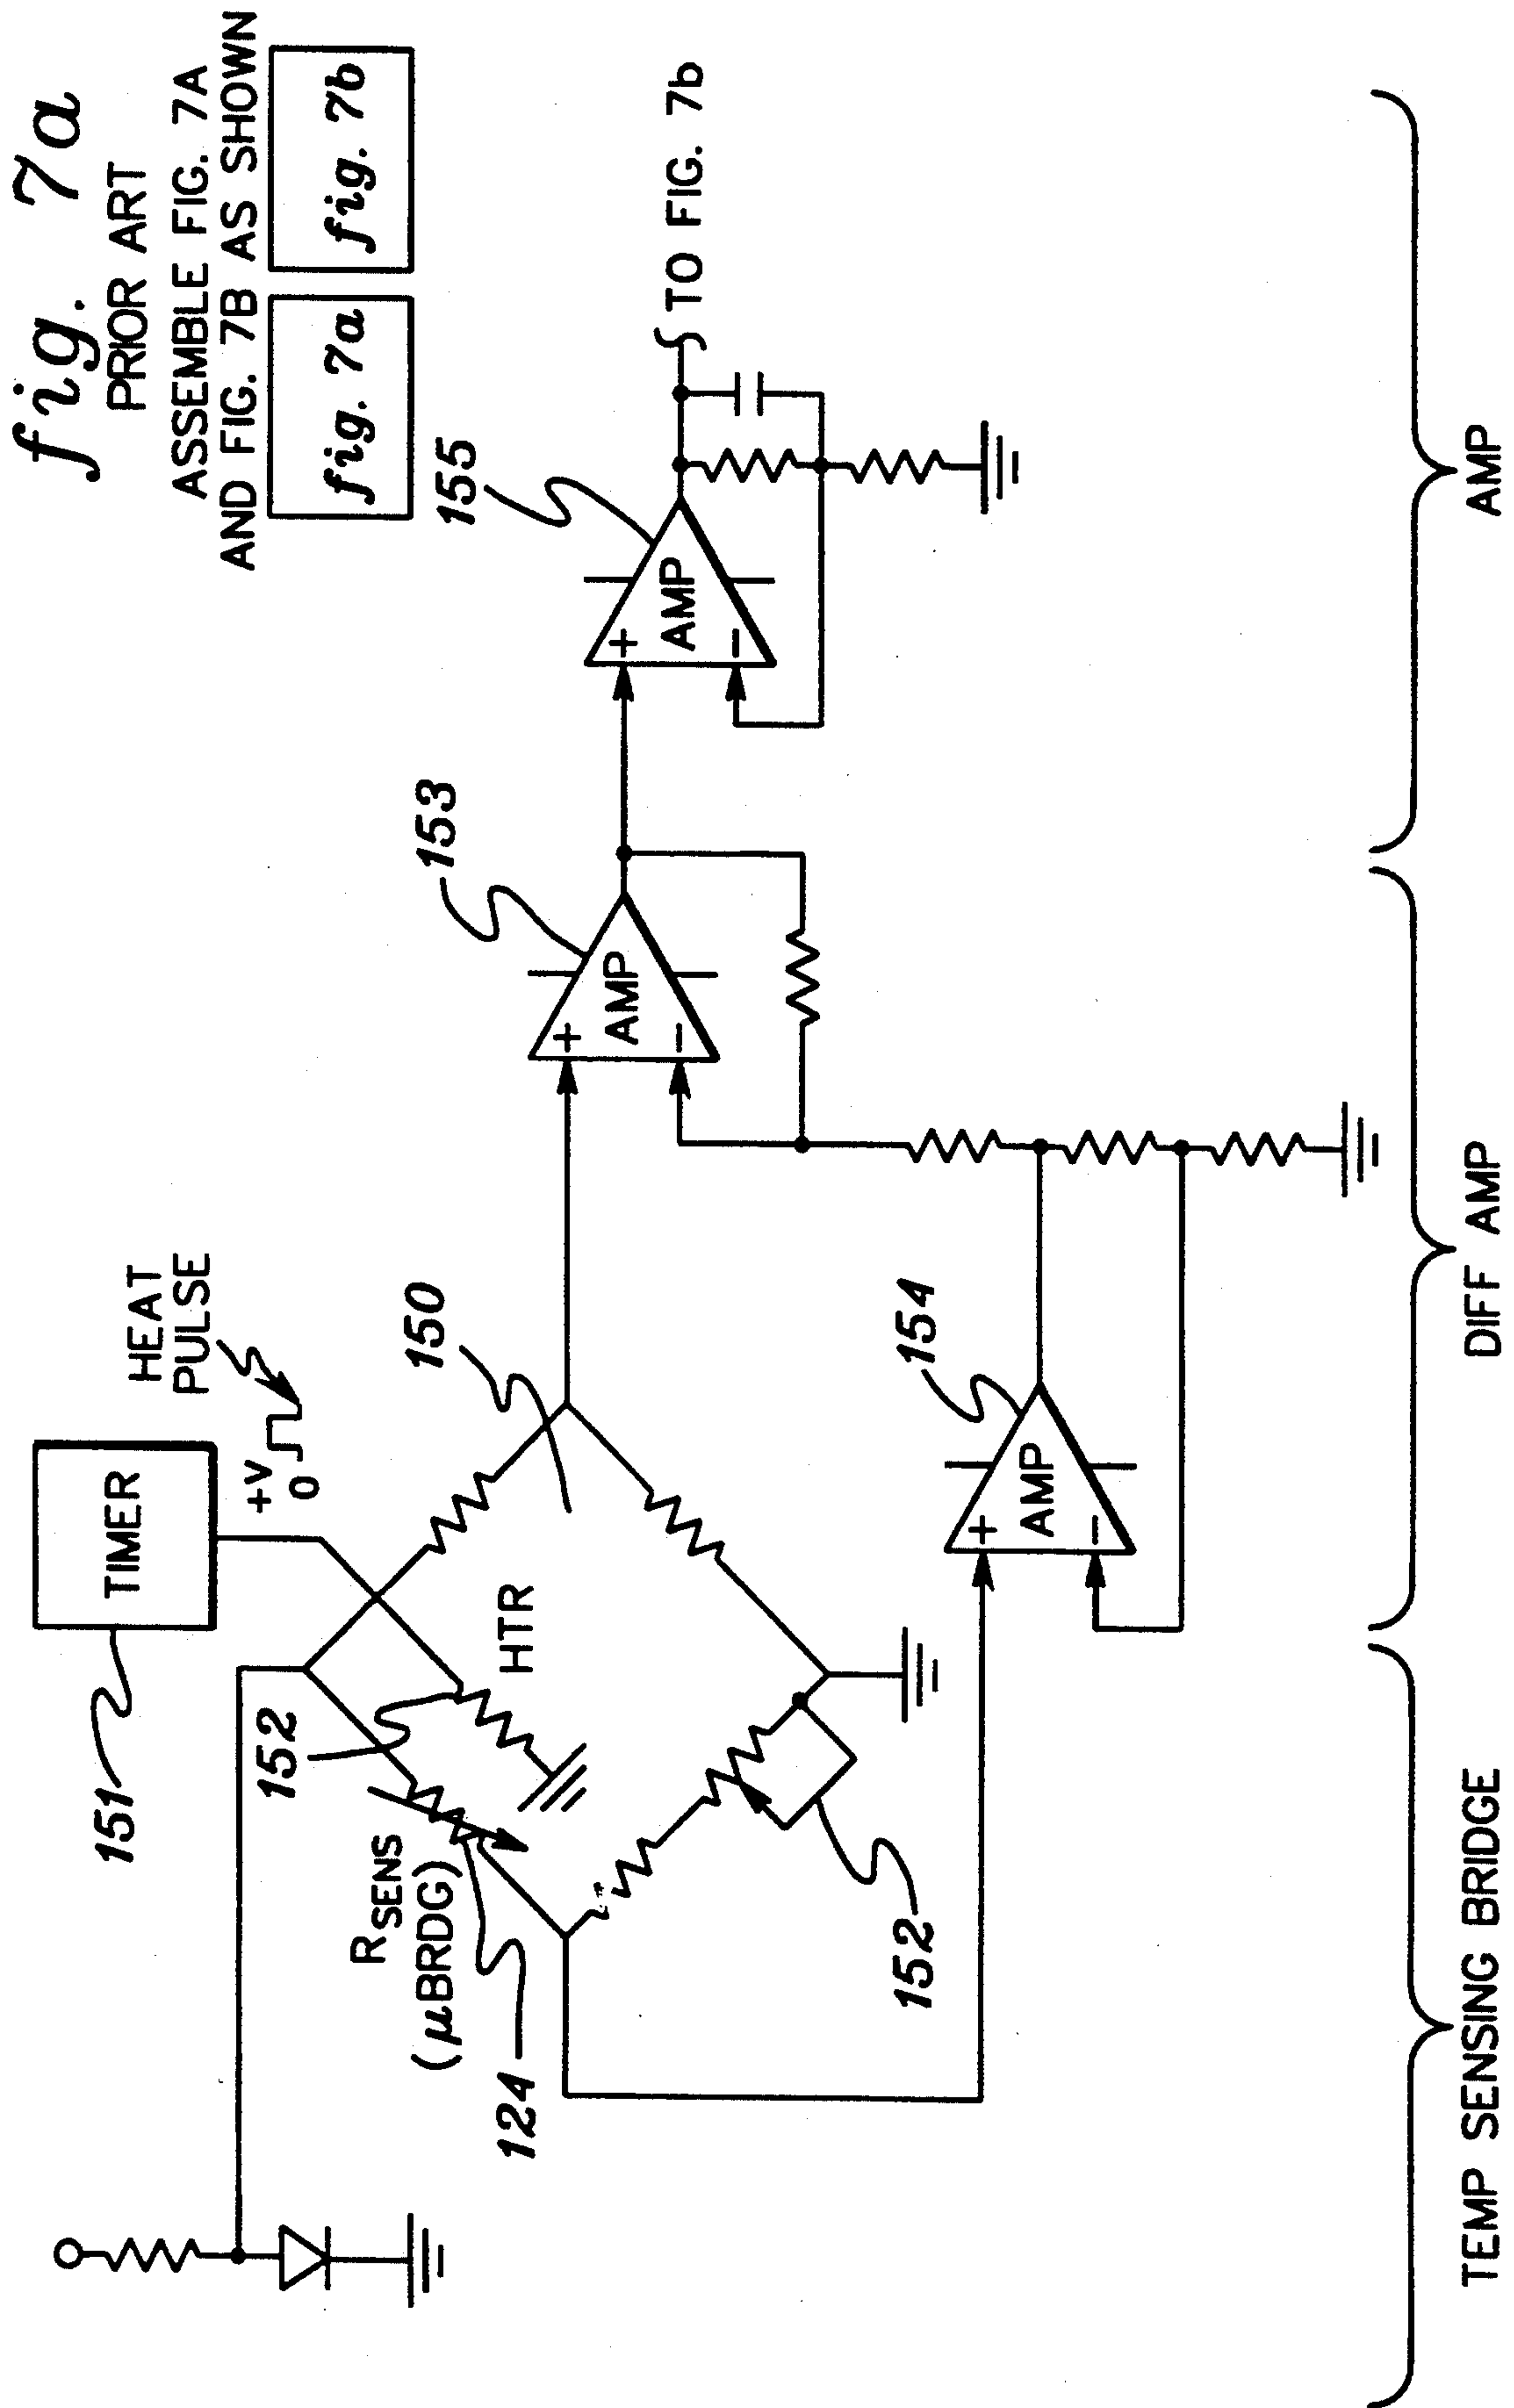 fig. 7a
PRIOR ART
ASSEMBLE FIG. 7A
AND FIG. 7B AS SHOWN
fig. 7a
fig. 7b
TIMER
151
HEAT
PULSE
+V
0
152
HTR
150
RSENS
(μBRDG)
124
152
+
AMP
−
153
+
AMP
−
154
+
AMP
−
155
TO FIG. 7b
TEMP SENSING BRIDGE
DIFF AMP
AMP